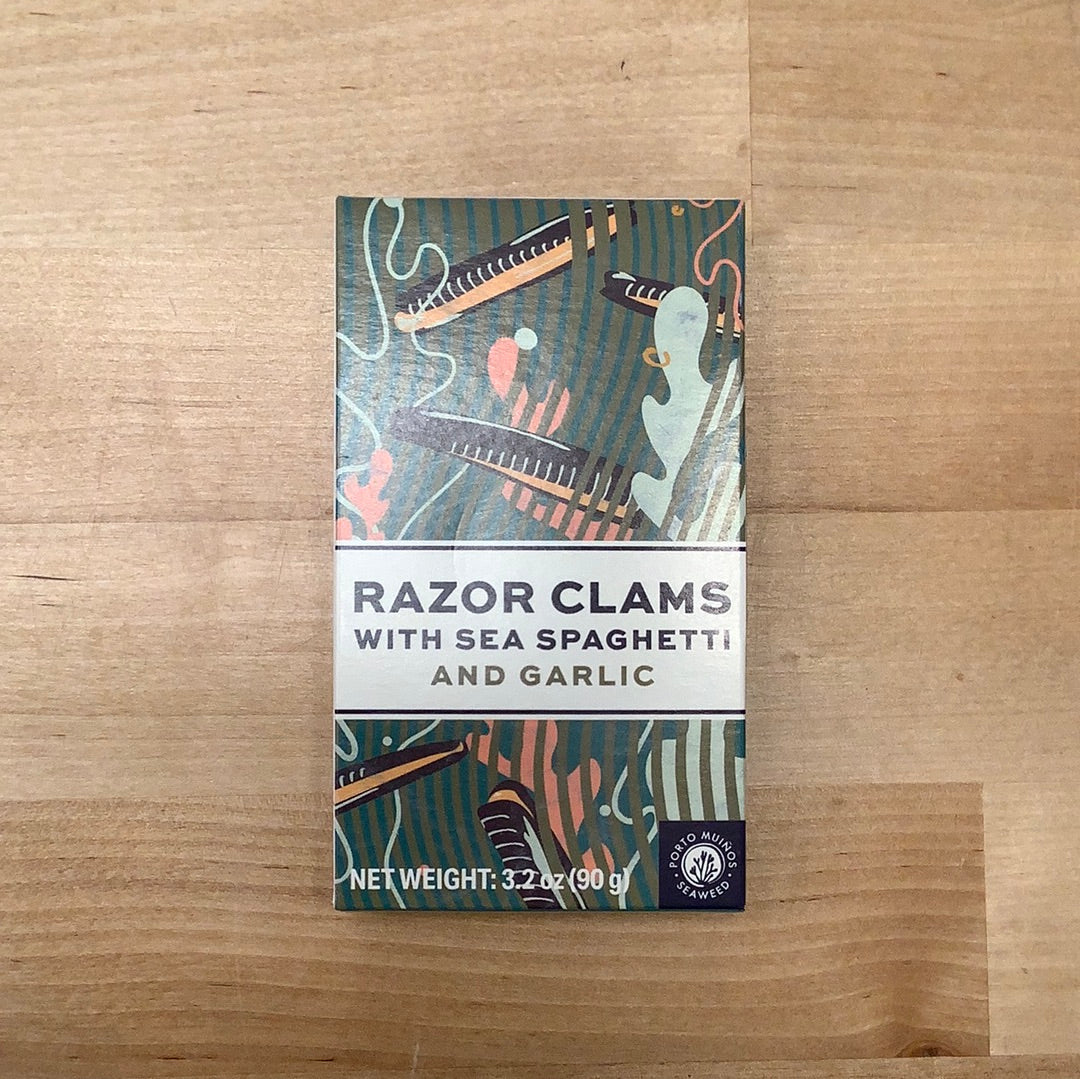 RAZOR CLAMS
WITH SEA SPAGHETTI
AND GARLIC
NET WEIGHT: 3.2 oz (90 g)
PORTO MUIÑOS
SEAWEED